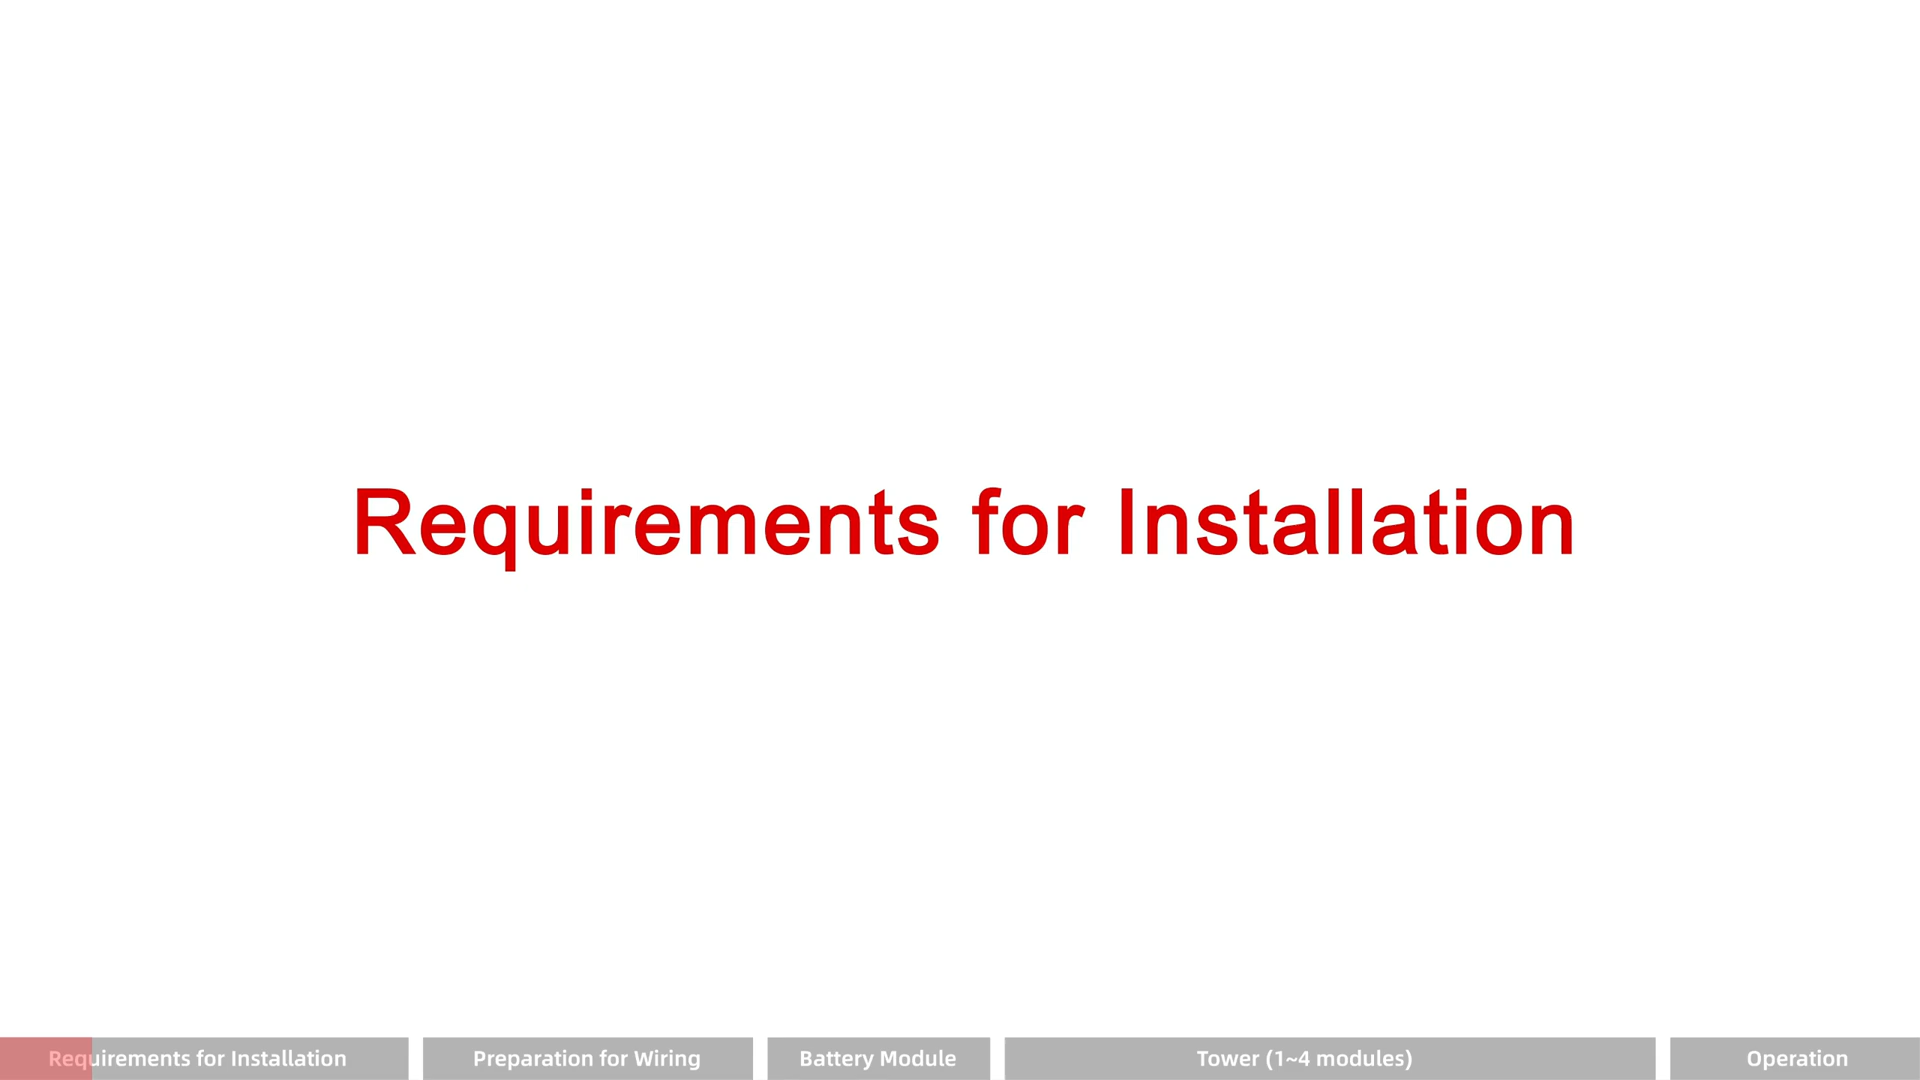 Requirements for Installation
Requirements for Installation
Preparation for Wiring
Battery Module
Tower (1~4 modules)
Operation